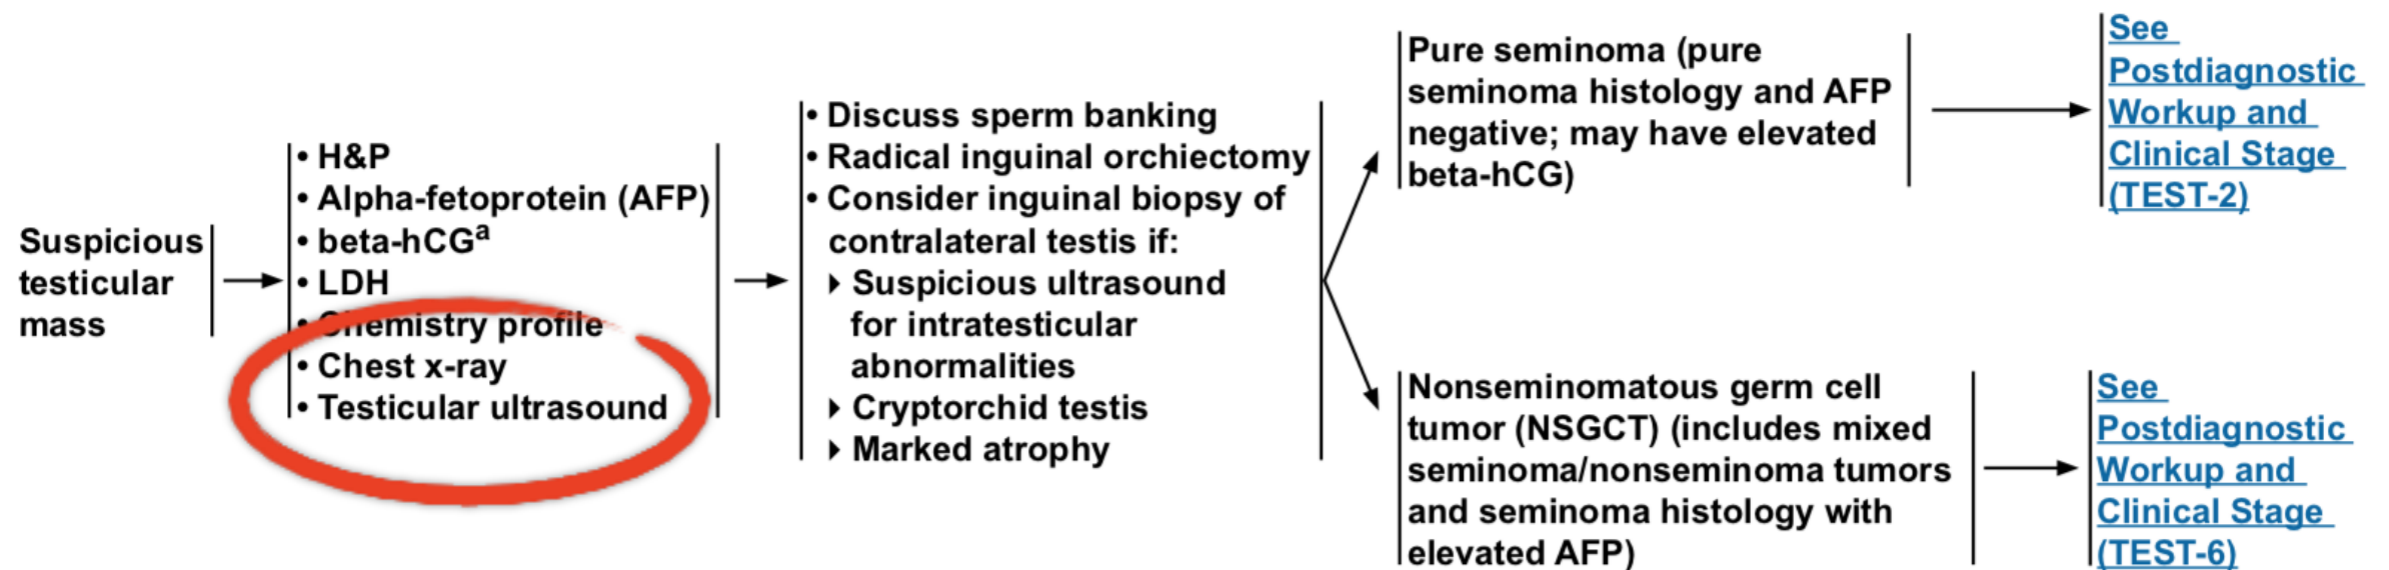 Suspicious
testicular
mass
• H&P
• Alpha-fetoprotein (AFP)
• beta-hCGᵃ
• LDH
• Chemistry profile
• Chest x-ray
• Testicular ultrasound
• Discuss sperm banking
• Radical inguinal orchiectomy
• Consider inguinal biopsy of
contralateral testis if:
▸ Suspicious ultrasound
for intratesticular
abnormalities
▸ Cryptorchid testis
▸ Marked atrophy
Pure seminoma (pure
seminoma histology and AFP
negative; may have elevated
beta-hCG)
See
Postdiagnostic
Workup and
Clinical Stage
(TEST-2)
Nonseminomatous germ cell
tumor (NSGCT) (includes mixed
seminoma/nonseminoma tumors
and seminoma histology with
elevated AFP)
See
Postdiagnostic
Workup and
Clinical Stage
(TEST-6)